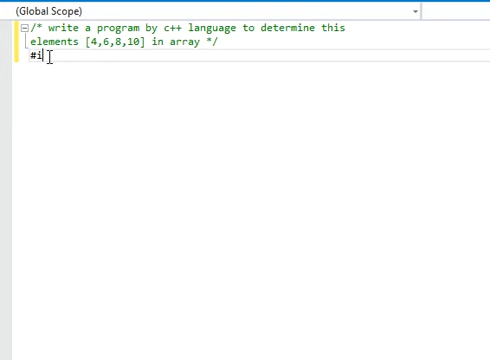 (Global Scope)
/* write a program by c++ language to determine this
elements [4,6,8,10] in array */
#i